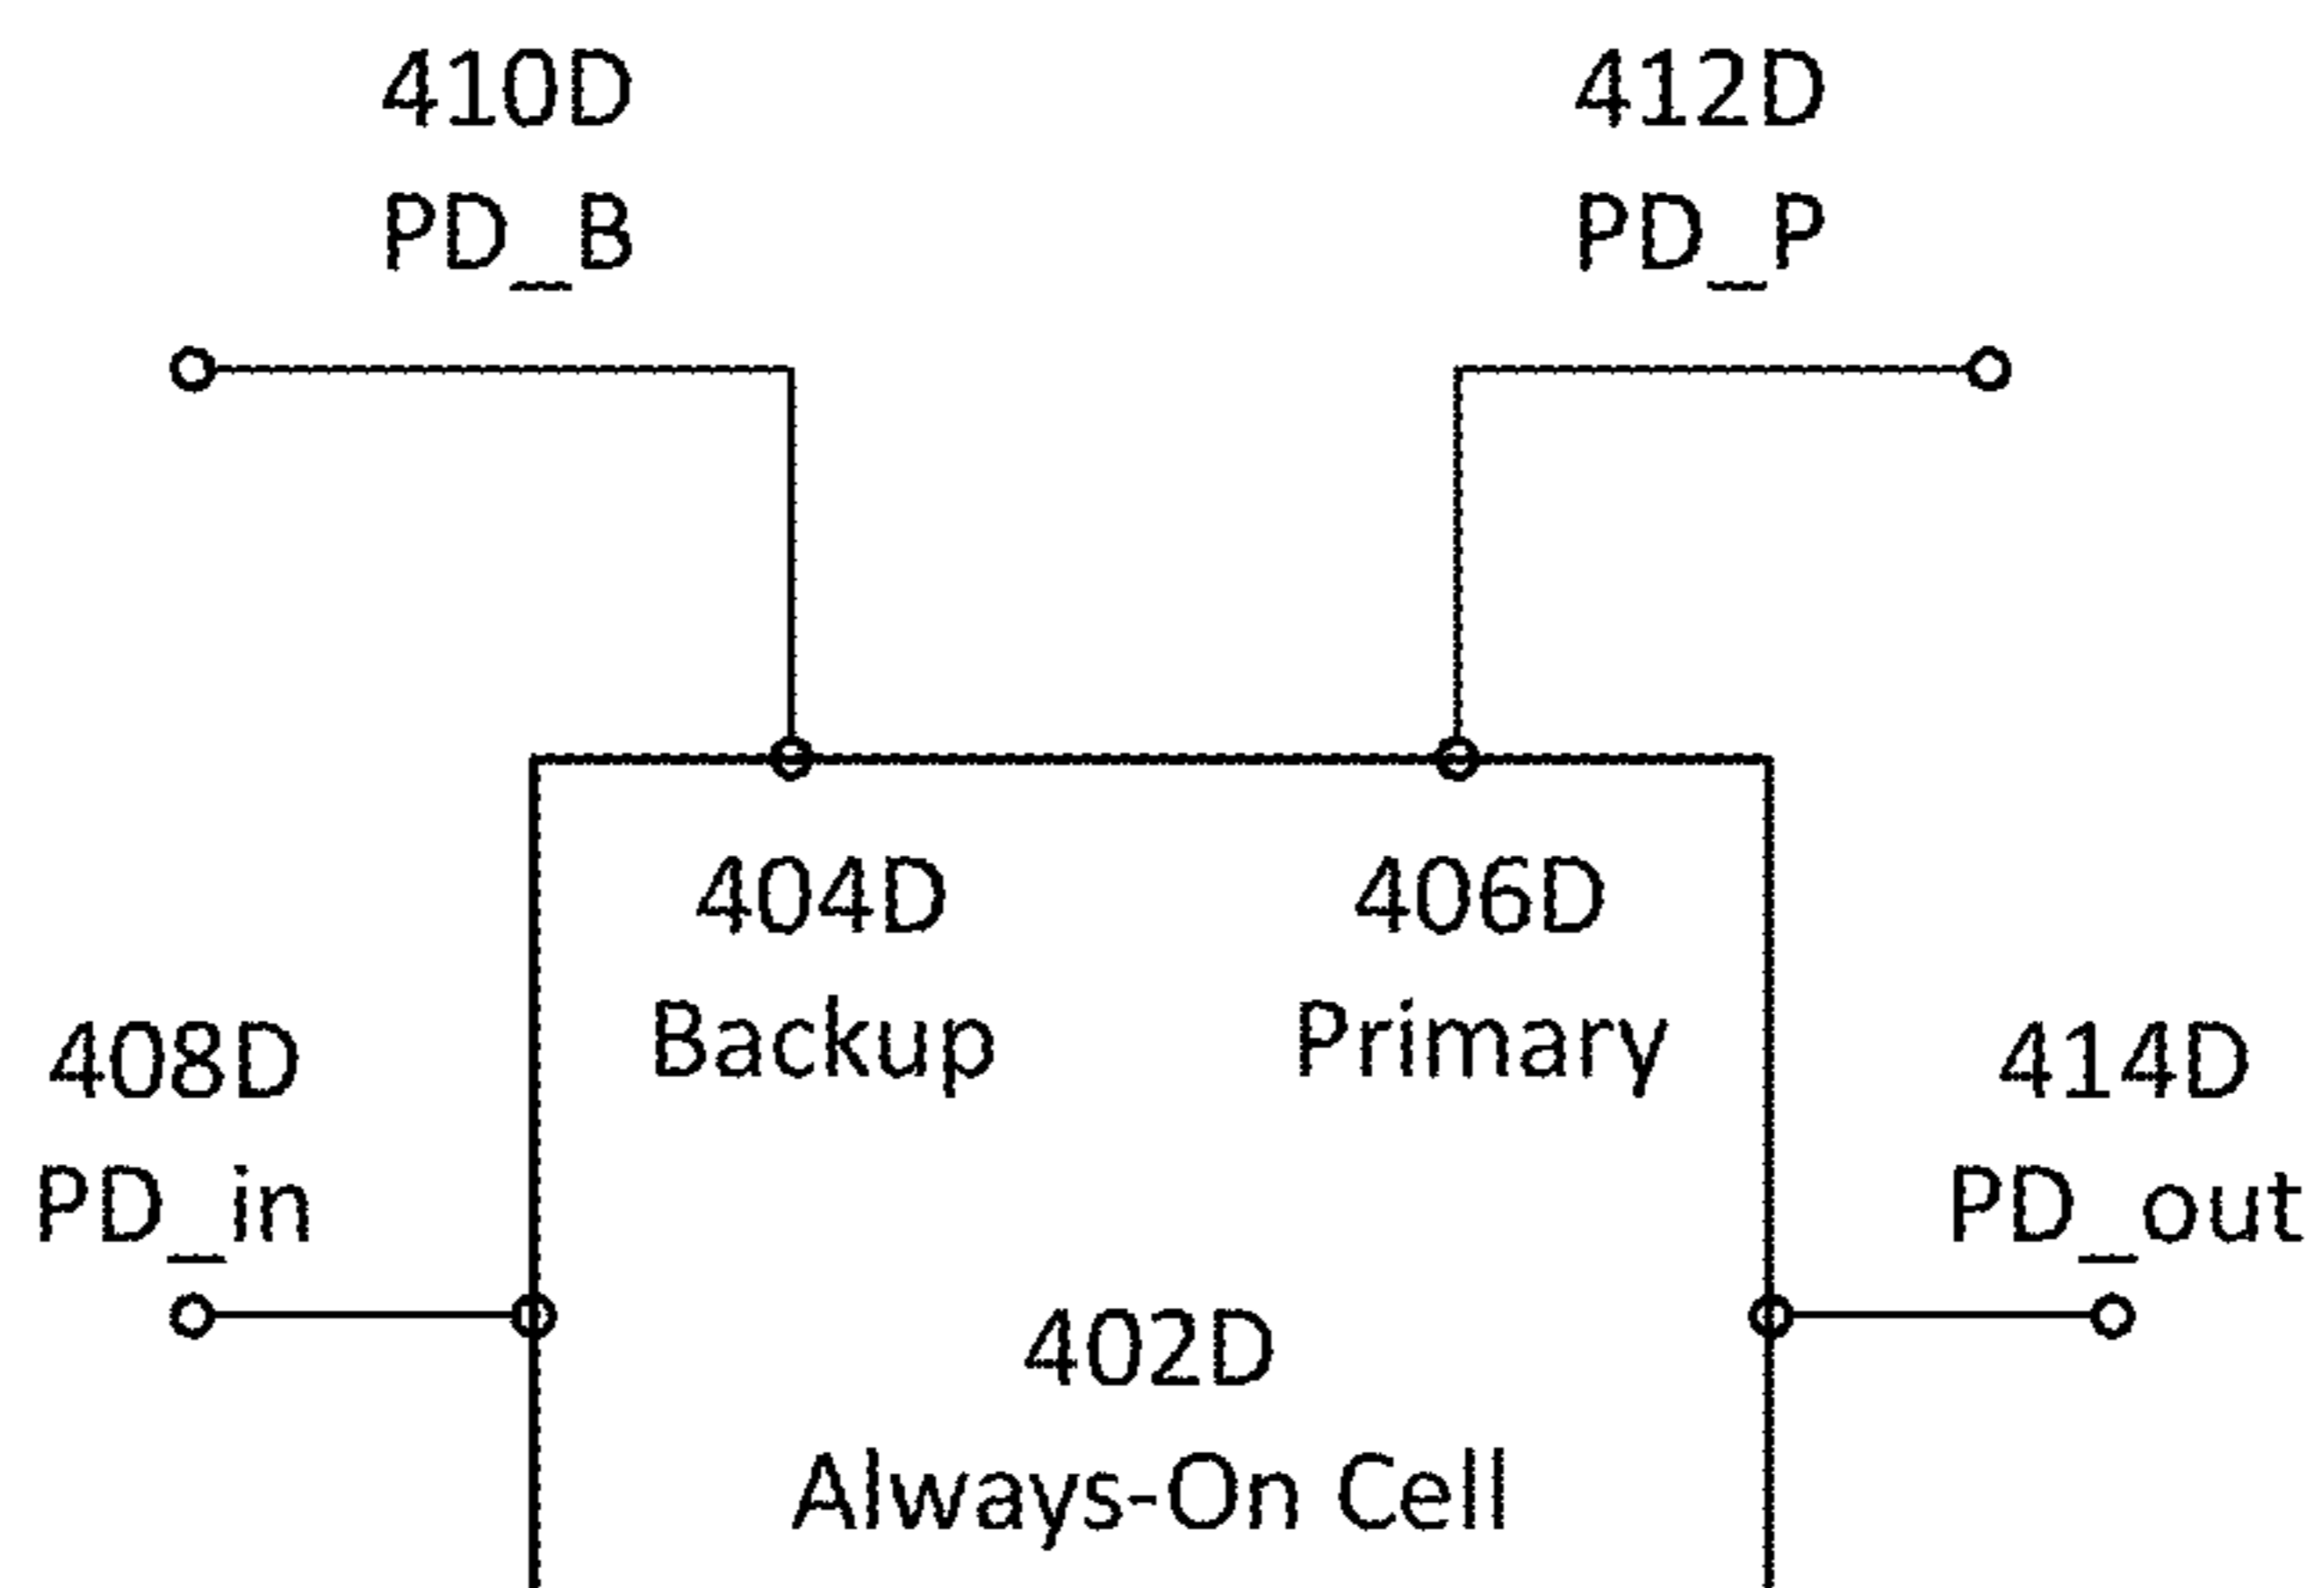 410D
PD_B
412D
PD_P
404D
Backup
406D
Primary
408D
PD_in
414D
PD_out
402D
Always-On Cell